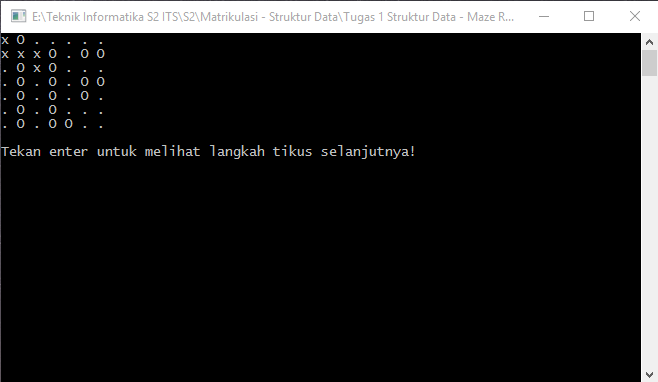 E:\Teknik Informatika S2 ITS\S2\Matrikulasi - Struktur Data\Tugas 1 Struktur Data - Maze R...
x O . . . . .
x x x O . O O
. O x O . . .
. O . O . O O
. O . O . O .
. O . O . . .
. O . O O . .
Tekan enter untuk melihat langkah tikus selanjutnya!